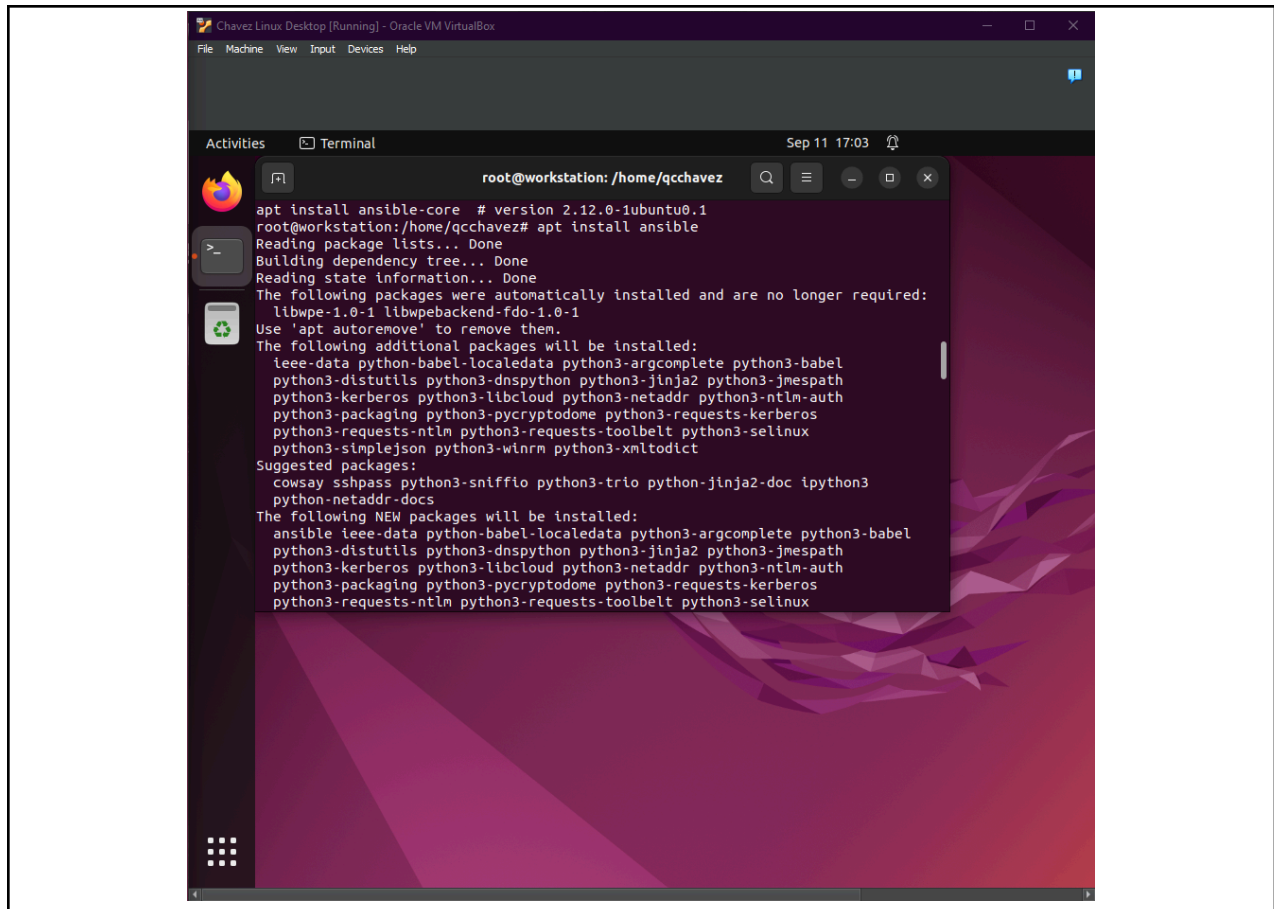 Chavez Linux Desktop [Running] - Oracle VM VirtualBox
File Machine View Input Devices Help
Activities Terminal Sep 11 17:03
root@workstation: /home/qcchavez
apt install ansible-core  # version 2.12.0-1ubuntu0.1
root@workstation:/home/qcchavez# apt install ansible
Reading package lists... Done
Building dependency tree... Done
Reading state information... Done
The following packages were automatically installed and are no longer required:
  libwpe-1.0-1 libwpebackend-fdo-1.0-1
Use 'apt autoremove' to remove them.
The following additional packages will be installed:
  ieee-data python-babel-localedata python3-argcomplete python3-babel
  python3-distutils python3-dnspython python3-jinja2 python3-jmespath
  python3-kerberos python3-libcloud python3-netaddr python3-ntlm-auth
  python3-packaging python3-pycryptodome python3-requests-kerberos
  python3-requests-ntlm python3-requests-toolbelt python3-selinux
  python3-simplejson python3-winrm python3-xmltodict
Suggested packages:
  cowsay sshpass python3-sniffio python3-trio python-jinja2-doc ipython3
  python-netaddr-docs
The following NEW packages will be installed:
  ansible ieee-data python-babel-localedata python3-argcomplete python3-babel
  python3-distutils python3-dnspython python3-jinja2 python3-jmespath
  python3-kerberos python3-libcloud python3-netaddr python3-ntlm-auth
  python3-packaging python3-pycryptodome python3-requests-kerberos
  python3-requests-ntlm python3-requests-toolbelt python3-selinux